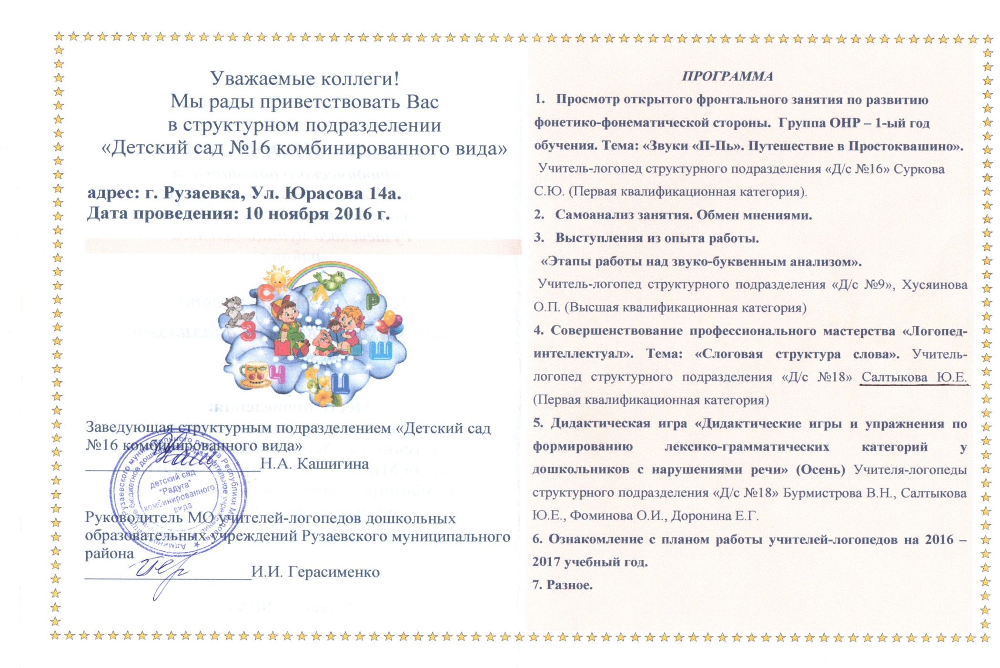 Уважаемые коллеги!
Мы рады приветствовать Вас
в структурном подразделении
«Детский сад №16 комбинированного вида»
адрес: г. Рузаевка, Ул. Юрасова 14а.
Дата проведения: 10 ноября 2016 г.
С
Л
Р
З
Ш
Ч
Ц
Заведующая структурным подразделением «Детский сад
№16 комбинированного вида»
Н.А. Кашигина
детский сад
"Радуга"
комбинированного
вида
Руководитель МО учителей-логопедов дошкольных
образовательных учреждений Рузаевского муниципального
района
И.И. Герасименко
ПРОГРАММА
1. Просмотр открытого фронтального занятия по развитию
фонетико-фонематической стороны. Группа ОНР – 1-ый год
обучения. Тема: «Звуки «П-Пь». Путешествие в Простоквашино».
Учитель-логопед структурного подразделения «Д/с №16» Суркова
С.Ю. (Первая квалификационная категория).
2. Самоанализ занятия. Обмен мнениями.
3. Выступления из опыта работы.
«Этапы работы над звуко-буквенным анализом».
Учитель-логопед структурного подразделения «Д/с №9», Хусяинова
О.П. (Высшая квалификационная категория)
4. Совершенствование профессионального мастерства «Логопед-
интеллектуал». Тема: «Слоговая структура слова». Учитель-
логопед структурного подразделения «Д/с №18» Салтыкова Ю.Е.
(Первая квалификационная категория)
5. Дидактическая игра «Дидактические игры и упражнения по
формированию лексико-грамматических категорий у
дошкольников с нарушениями речи» (Осень) Учителя-логопеды
структурного подразделения «Д/с №18» Бурмистрова В.Н., Салтыкова
Ю.Е., Фоминова О.И., Доронина Е.Г.
6. Ознакомление с планом работы учителей-логопедов на 2016 –
2017 учебный год.
7. Разное.